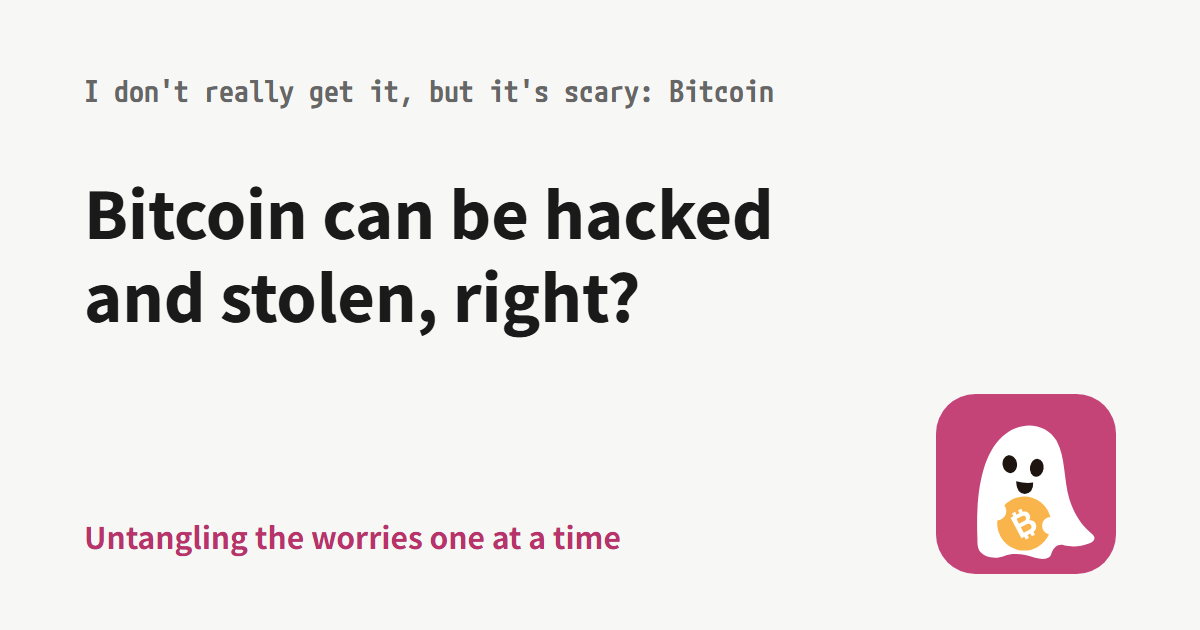 I don't really get it, but it's scary: Bitcoin
Bitcoin can be hacked
and stolen, right?
Untangling the worries one at a time